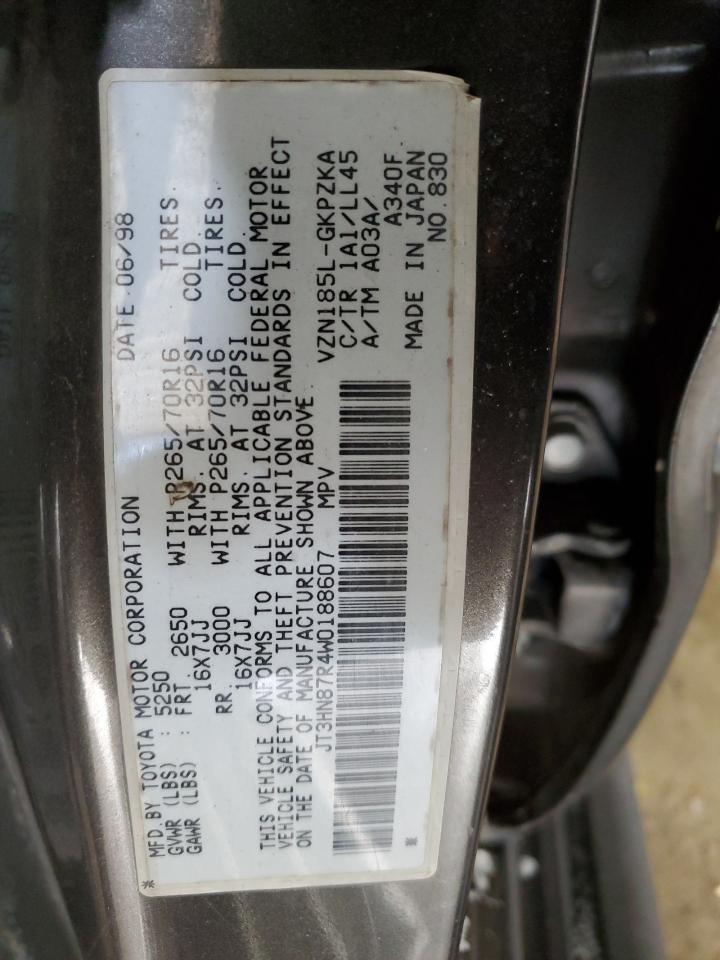 MFD. BY TOYOTA MOTOR CORPORATION DATE 06/98
GVWR (LBS) : 5250
GAWR (LBS) : FRT. 2650 WITH P265/70R16 TIRES.
16X7JJ RIMS. AT 32PSI COLD.
RR. 3000 WITH P265/70R16 TIRES.
16X7JJ RIMS. AT 32PSI COLD.
THIS VEHICLE CONFORMS TO ALL APPLICABLE FEDERAL MOTOR
VEHICLE SAFETY AND THEFT PREVENTION STANDARDS IN EFFECT
ON THE DATE OF MANUFACTURE SHOWN ABOVE.
JT3HN87R4W0188607 MPV VZN185L-GKPZKA
C/TR 1A1/LL45
A/TM A03A/
A340F
MADE IN JAPAN
NO. 830